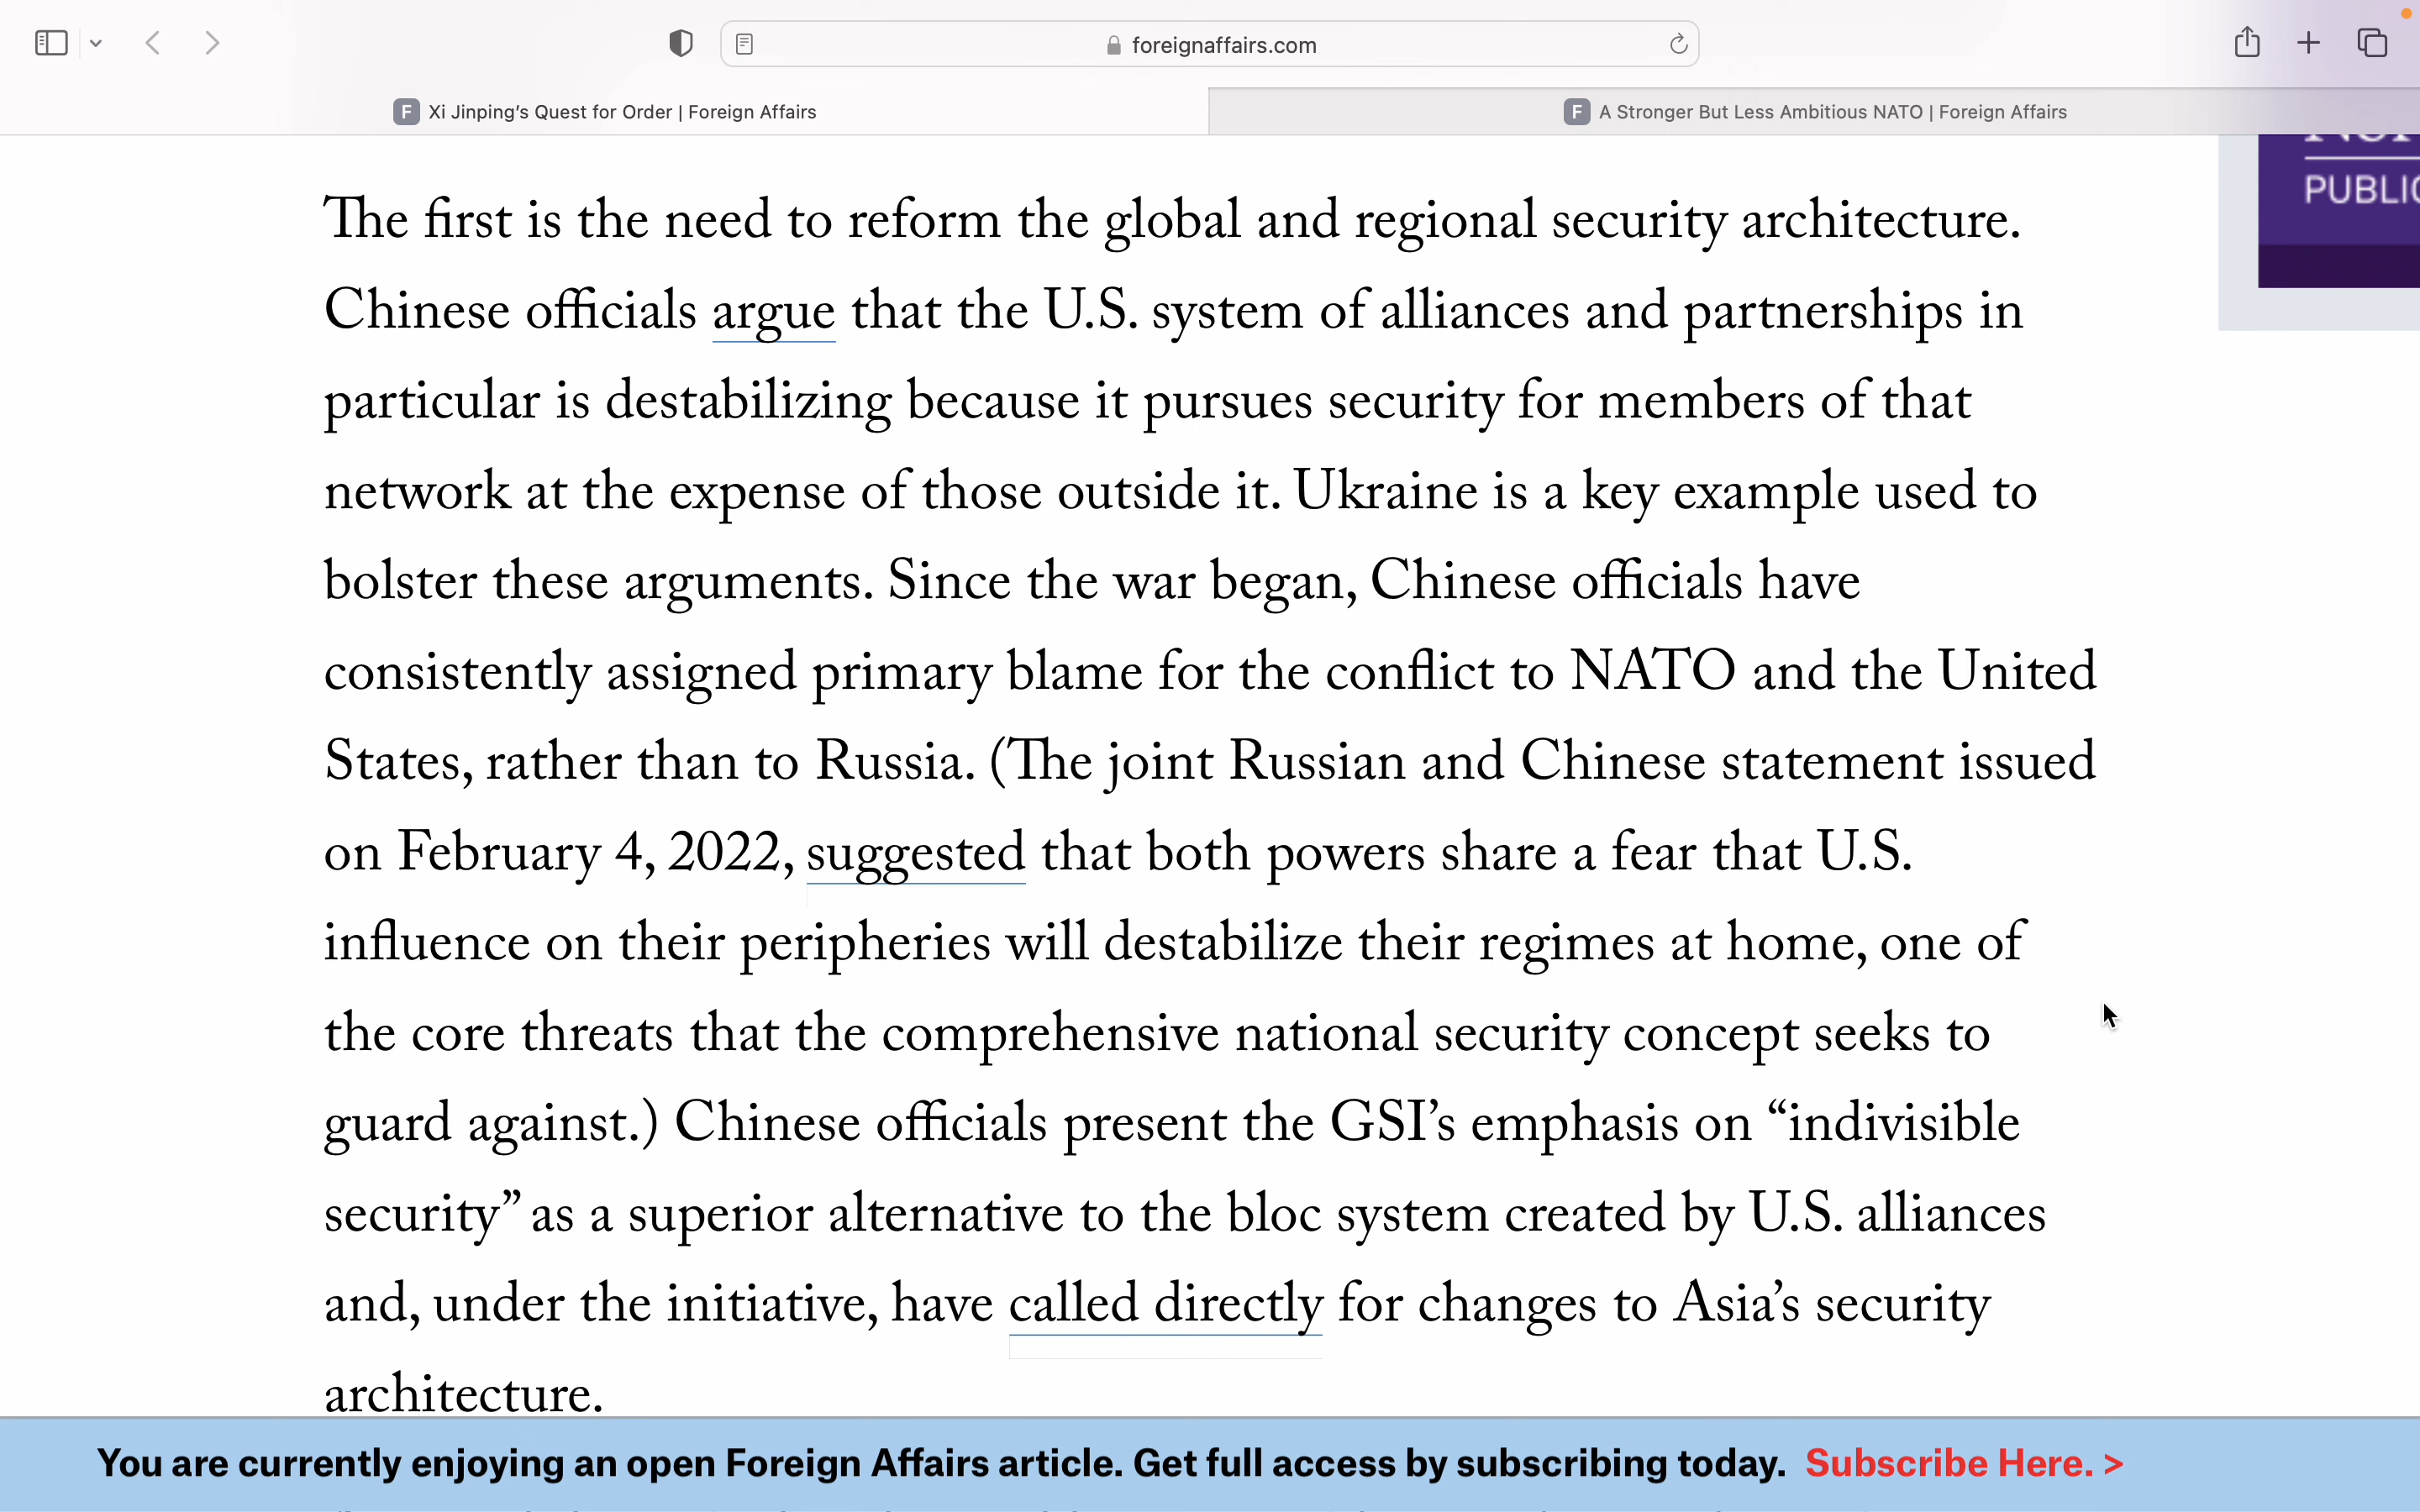 foreignaffairs.com
F Xi Jinping’s Quest for Order | Foreign Affairs
F A Stronger But Less Ambitious NATO | Foreign Affairs
PUBLIC
The first is the need to reform the global and regional security architecture.
Chinese officials argue that the U.S. system of alliances and partnerships in
particular is destabilizing because it pursues security for members of that
network at the expense of those outside it. Ukraine is a key example used to
bolster these arguments. Since the war began, Chinese officials have
consistently assigned primary blame for the conflict to NATO and the United
States, rather than to Russia. (The joint Russian and Chinese statement issued
on February 4, 2022, suggested that both powers share a fear that U.S.
influence on their peripheries will destabilize their regimes at home, one of
the core threats that the comprehensive national security concept seeks to
guard against.) Chinese officials present the GSI’s emphasis on “indivisible
security” as a superior alternative to the bloc system created by U.S. alliances
and, under the initiative, have called directly for changes to Asia’s security
architecture.
You are currently enjoying an open Foreign Affairs article. Get full access by subscribing today. Subscribe Here. >